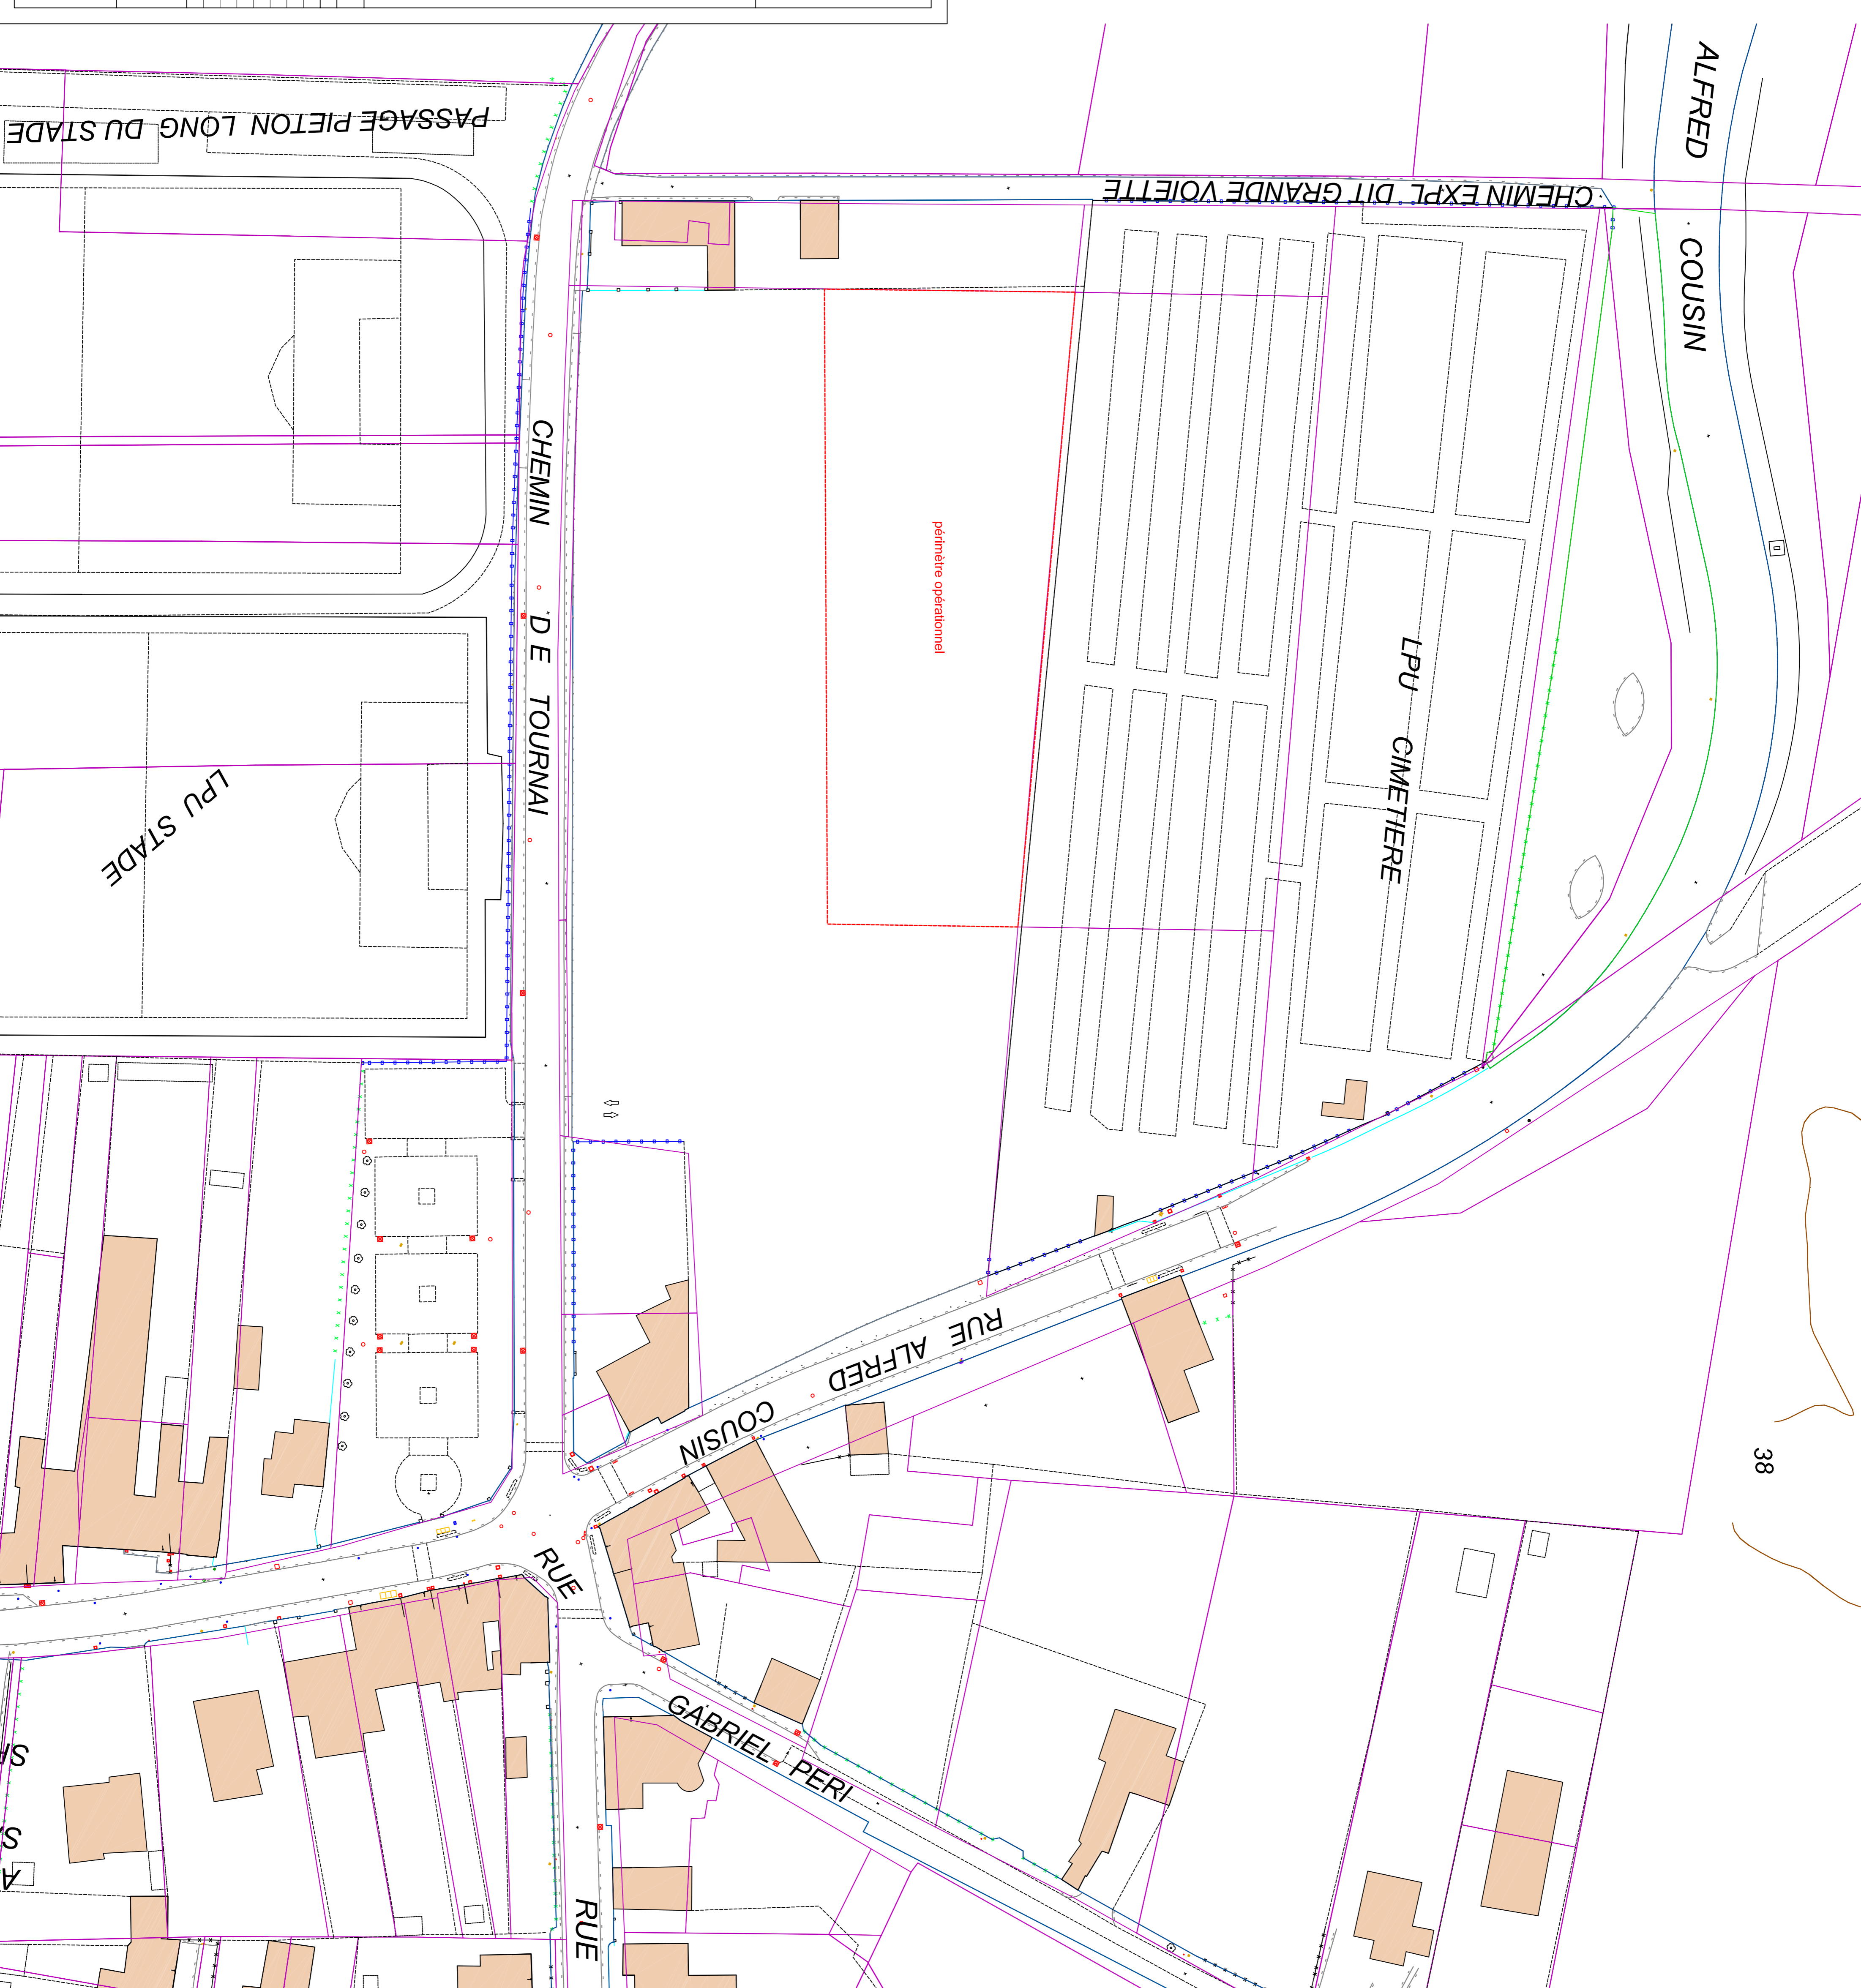 PASSAGE PIETON LONG DU STADE
ALFRED COUSIN
CHEMIN EXPL DIT GRANDE VOIETTE
CHEMIN DE TOURNAI
périmètre opérationnel
LPU CIMETIERE
LPU STADE
RUE ALFRED COUSIN
38
RUE GABRIEL PERI
RUE